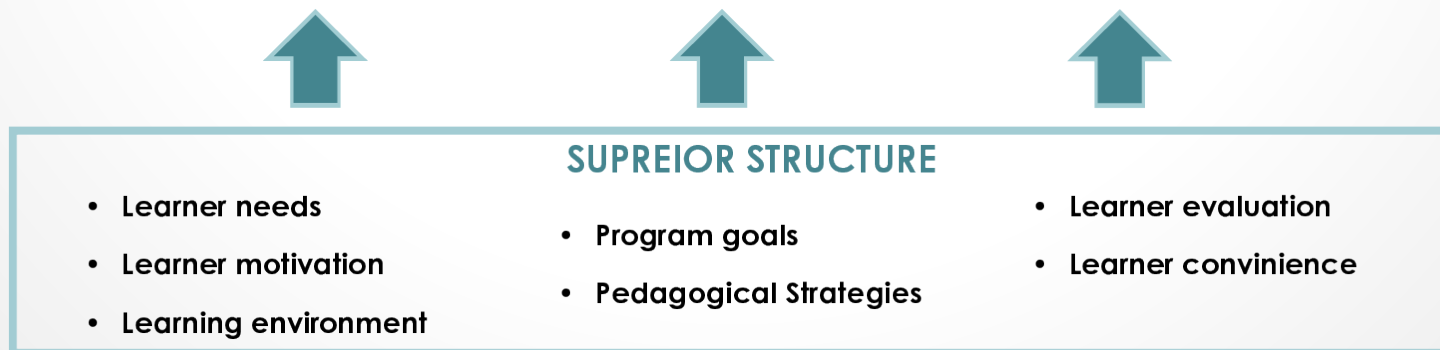 SUPREIOR STRUCTURE
• Learner needs
• Learner motivation
• Learning environment
• Program goals
• Pedagogical Strategies
• Learner evaluation
• Learner convinience